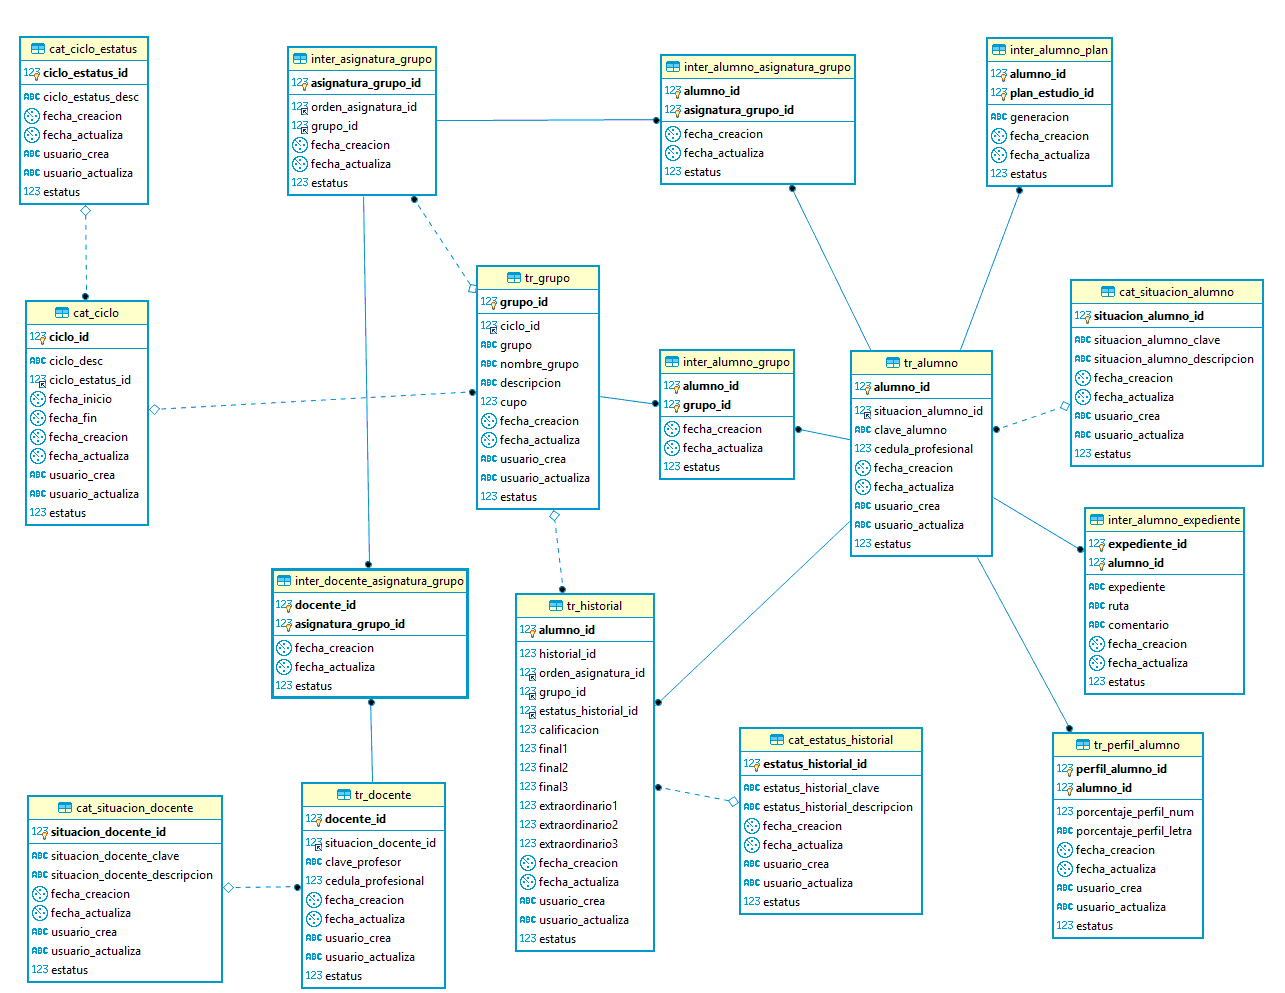 cat_ciclo_estatus
123 ciclo_estatus_id
ABC ciclo_estatus_desc
fecha_creacion
fecha_actualiza
ABC usuario_crea
ABC usuario_actualiza
123 estatus
inter_asignatura_grupo
123 asignatura_grupo_id
123 orden_asignatura_id
123 grupo_id
fecha_creacion
fecha_actualiza
123 estatus
inter_alumno_asignatura_grupo
123 alumno_id
123 asignatura_grupo_id
fecha_creacion
fecha_actualiza
123 estatus
inter_alumno_plan
123 alumno_id
123 plan_estudio_id
ABC generacion
fecha_creacion
fecha_actualiza
123 estatus
cat_ciclo
123 ciclo_id
ABC ciclo_desc
123 ciclo_estatus_id
fecha_inicio
fecha_fin
fecha_creacion
fecha_actualiza
ABC usuario_crea
ABC usuario_actualiza
123 estatus
tr_grupo
123 grupo_id
123 ciclo_id
ABC grupo
ABC nombre_grupo
ABC descripcion
123 cupo
fecha_creacion
fecha_actualiza
ABC usuario_crea
ABC usuario_actualiza
123 estatus
inter_alumno_grupo
123 alumno_id
123 grupo_id
fecha_creacion
fecha_actualiza
123 estatus
tr_alumno
123 alumno_id
123 situacion_alumno_id
ABC clave_alumno
123 cedula_profesional
fecha_creacion
fecha_actualiza
ABC usuario_crea
ABC usuario_actualiza
123 estatus
cat_situacion_alumno
123 situacion_alumno_id
ABC situacion_alumno_clave
ABC situacion_alumno_descripcion
fecha_creacion
fecha_actualiza
ABC usuario_crea
ABC usuario_actualiza
123 estatus
inter_alumno_expediente
123 expediente_id
123 alumno_id
ABC expediente
ABC ruta
ABC comentario
fecha_creacion
fecha_actualiza
123 estatus
inter_docente_asignatura_grupo
123 docente_id
123 asignatura_grupo_id
fecha_creacion
fecha_actualiza
123 estatus
tr_historial
123 alumno_id
123 historial_id
123 orden_asignatura_id
123 grupo_id
123 estatus_historial_id
123 calificacion
123 final1
123 final2
123 final3
123 extraordinario1
123 extraordinario2
123 extraordinario3
fecha_creacion
fecha_actualiza
ABC usuario_crea
ABC usuario_actualiza
123 estatus
cat_estatus_historial
123 estatus_historial_id
ABC estatus_historial_clave
ABC estatus_historial_descripcion
fecha_creacion
fecha_actualiza
ABC usuario_crea
ABC usuario_actualiza
123 estatus
tr_perfil_alumno
123 perfil_alumno_id
123 alumno_id
123 porcentaje_perfil_num
ABC porcentaje_perfil_letra
fecha_creacion
fecha_actualiza
ABC usuario_crea
ABC usuario_actualiza
123 estatus
cat_situacion_docente
123 situacion_docente_id
ABC situacion_docente_clave
ABC situacion_docente_descripcion
fecha_creacion
fecha_actualiza
ABC usuario_crea
ABC usuario_actualiza
123 estatus
tr_docente
123 docente_id
123 situacion_docente_id
ABC clave_profesor
123 cedula_profesional
fecha_creacion
fecha_actualiza
ABC usuario_crea
ABC usuario_actualiza
123 estatus